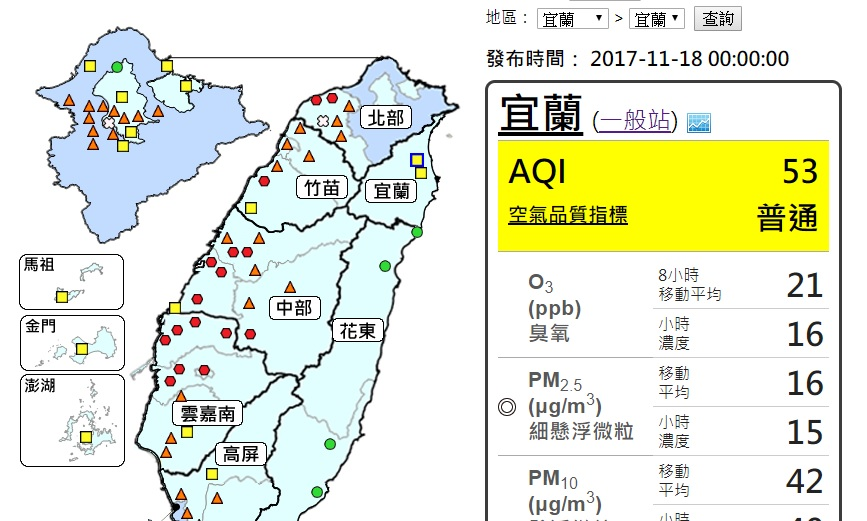 地區： 宜蘭 > 宜蘭 查詢
發布時間： 2017-11-18 00:00:00
宜蘭 (一般站)
AQI 53
空氣品質指標 普通
O3
(ppb)
臭氧
8小時
移動平均
21
小時
濃度
16
PM2.5
(μg/m3)
細懸浮微粒
移動
平均
16
小時
濃度
15
PM10
(μg/m3)
移動
平均
42
小時
北部
竹苗
宜蘭
馬祖
中部
金門
花東
澎湖
雲嘉南
高屏